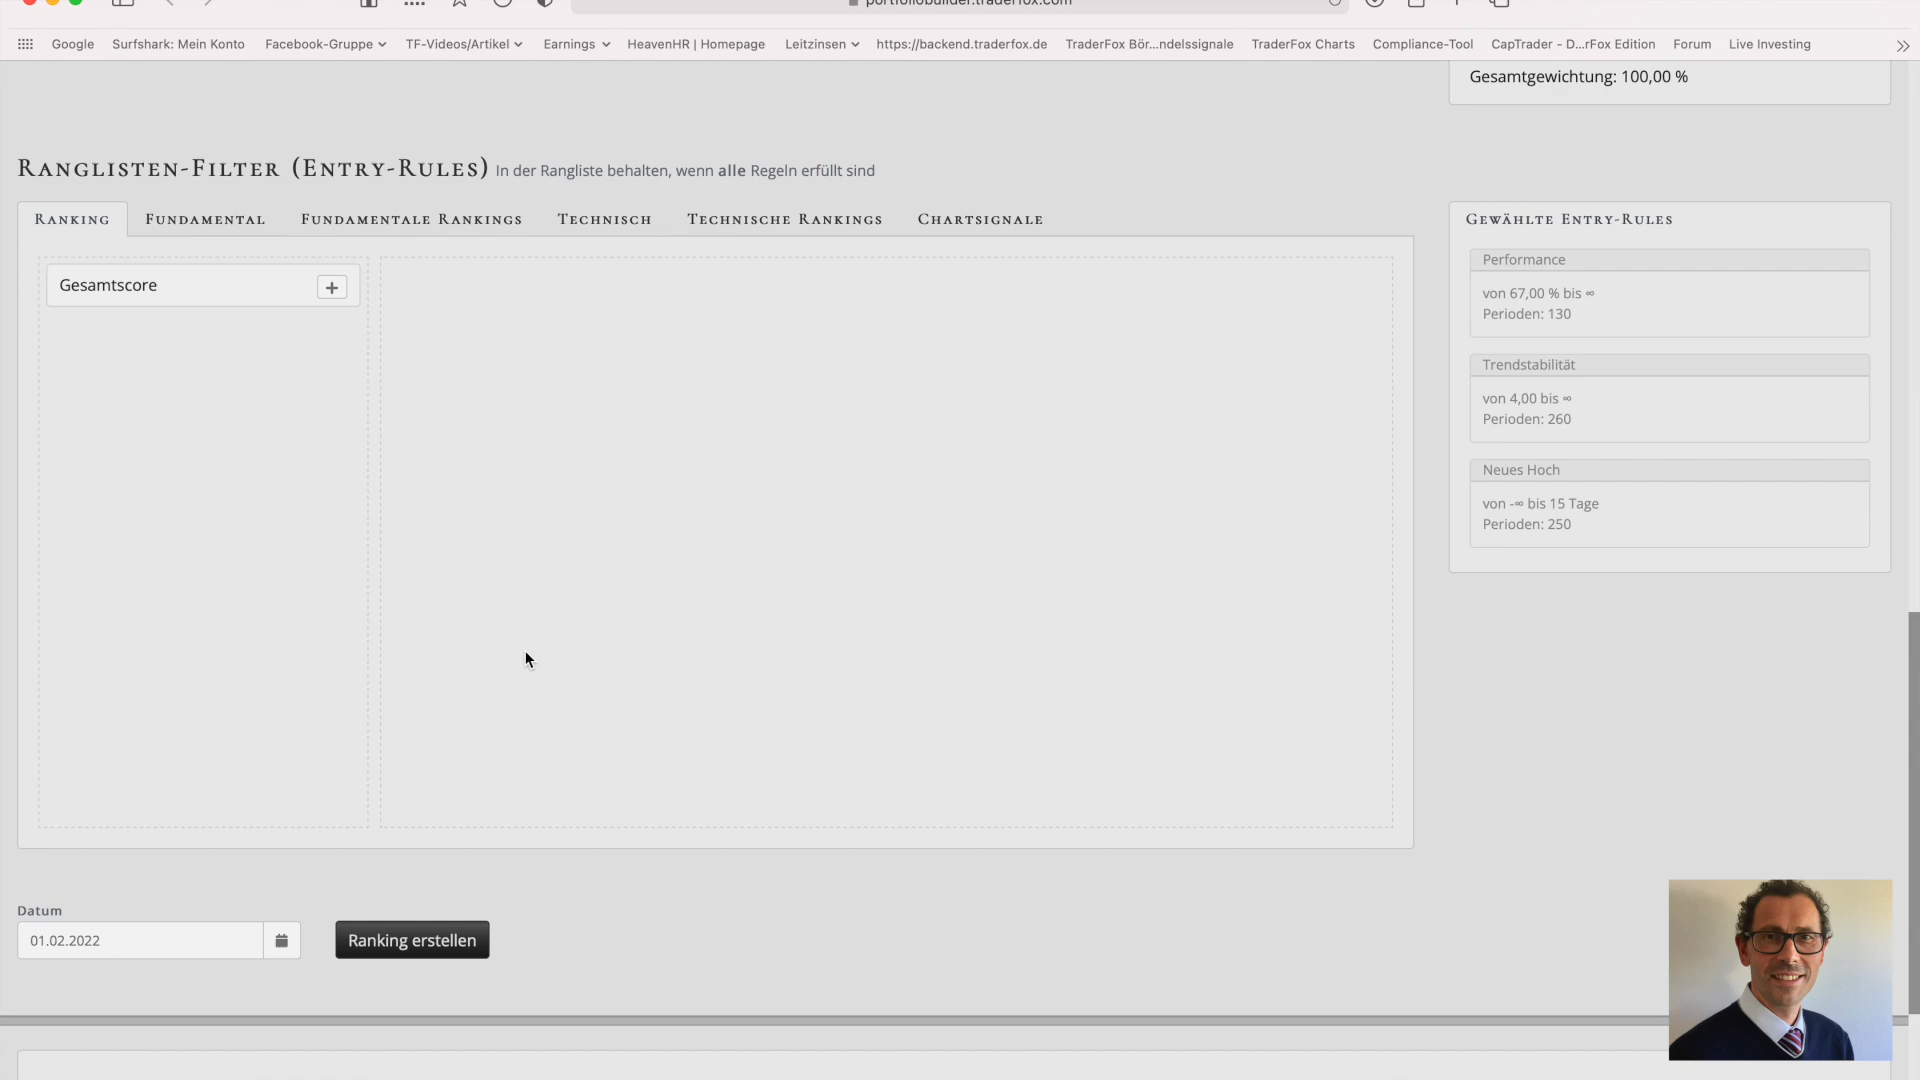 portfoliobuilder.traderfox.com
Google Surfshark: Mein Konto Facebook-Gruppe TF-Videos/Artikel Earnings HeavenHR | Homepage Leitzinsen https://backend.traderfox.de TraderFox Bör...ndelssignale TraderFox Charts Compliance-Tool CapTrader - D...rFox Edition Forum Live Investing
Gesamtgewichtung: 100,00 %
Ranglisten-Filter (Entry-Rules) In der Rangliste behalten, wenn alle Regeln erfüllt sind
Ranking Fundamental Fundamentale Rankings Technisch Technische Rankings Chartsignale
Gesamtscore
Gewählte Entry-Rules
Performance
von 67,00 % bis ∞
Perioden: 130
Trendstabilität
von 4,00 bis ∞
Perioden: 260
Neues Hoch
von -∞ bis 15 Tage
Perioden: 250
Datum
01.02.2022
Ranking erstellen